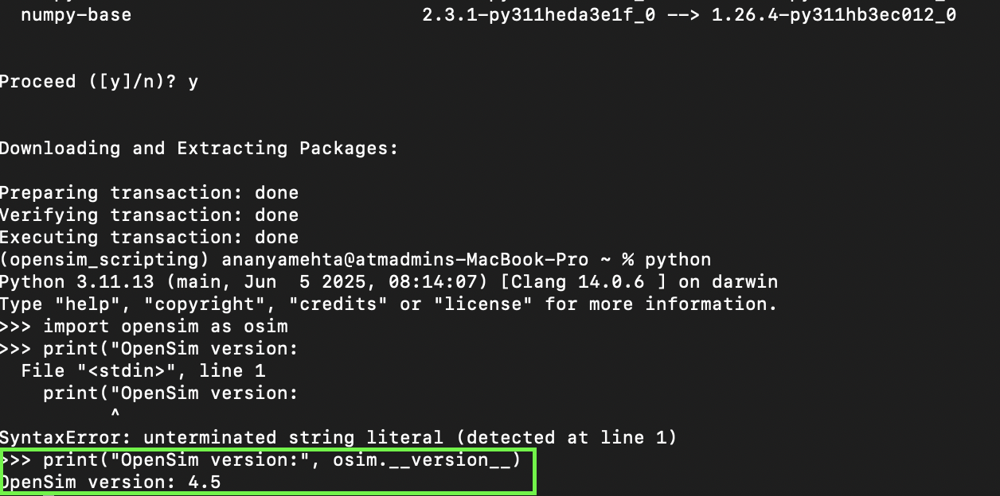 numpy-base 2.3.1-py311heda3e1f_0 --> 1.26.4-py311hb3ec012_0
Proceed ([y]/n)? y
Downloading and Extracting Packages:
Preparing transaction: done
Verifying transaction: done
Executing transaction: done
(opensim_scripting) ananyamehta@atmadmins-MacBook-Pro ~ % python
Python 3.11.13 (main, Jun  5 2025, 08:14:07) [Clang 14.0.6 ] on darwin
Type "help", "copyright", "credits" or "license" for more information.
>>> import opensim as osim
>>> print("OpenSim version:
  File "<stdin>", line 1
    print("OpenSim version:
          ^
SyntaxError: unterminated string literal (detected at line 1)
>>> print("OpenSim version:", osim.__version__)
OpenSim version: 4.5